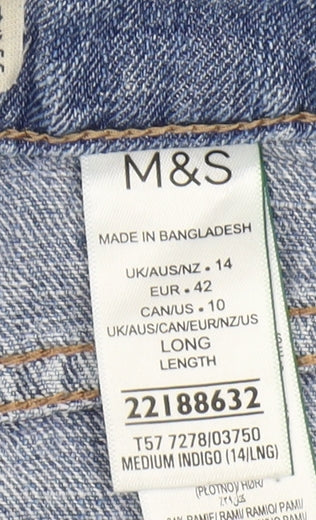 M&S
MADE IN BANGLADESH
UK/AUS/NZ • 14
EUR • 42
CAN/US • 10
UK/AUS/CAN/EUR/NZ/US
LONG
LENGTH
22188632
T57 7278/03750
MEDIUM INDIGO (14/LNG)